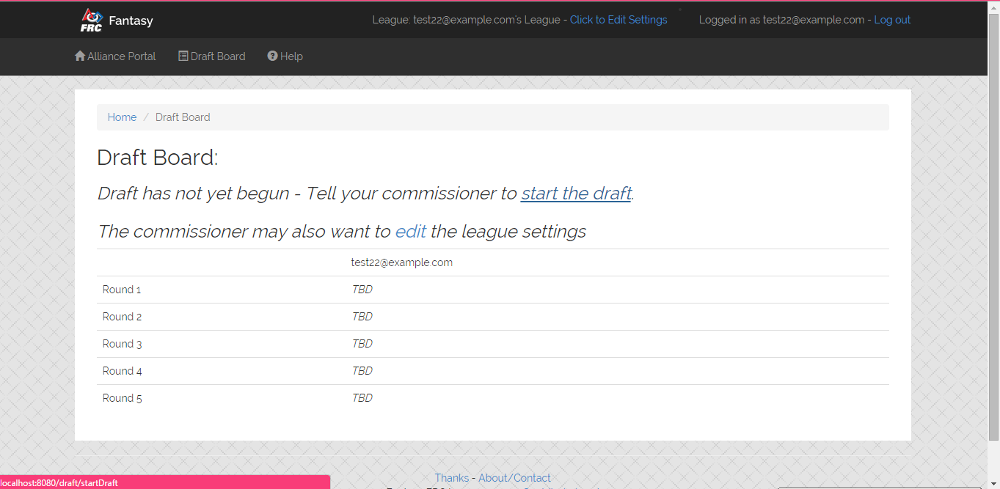 FRC Fantasy
League: test22@example.com's League - Click to Edit Settings
Logged in as test22@example.com - Log out
Alliance Portal
Draft Board
Help
Home / Draft Board
Draft Board:
Draft has not yet begun - Tell your commissioner to start the draft.
The commissioner may also want to edit the league settings
test22@example.com
Round 1 TBD
Round 2 TBD
Round 3 TBD
Round 4 TBD
Round 5 TBD
Thanks - About/Contact
localhost:8080/draft/startDraft